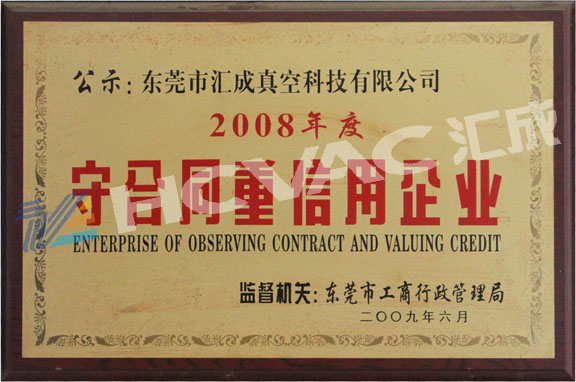 公示：东莞市汇成真空科技有限公司
2008年度
守合同重信用企业
ENTERPRISE OF OBSERVING CONTRACT AND VALUING CREDIT
监督机关：东莞市工商行政管理局
二〇〇九年六月
HCVAC汇成